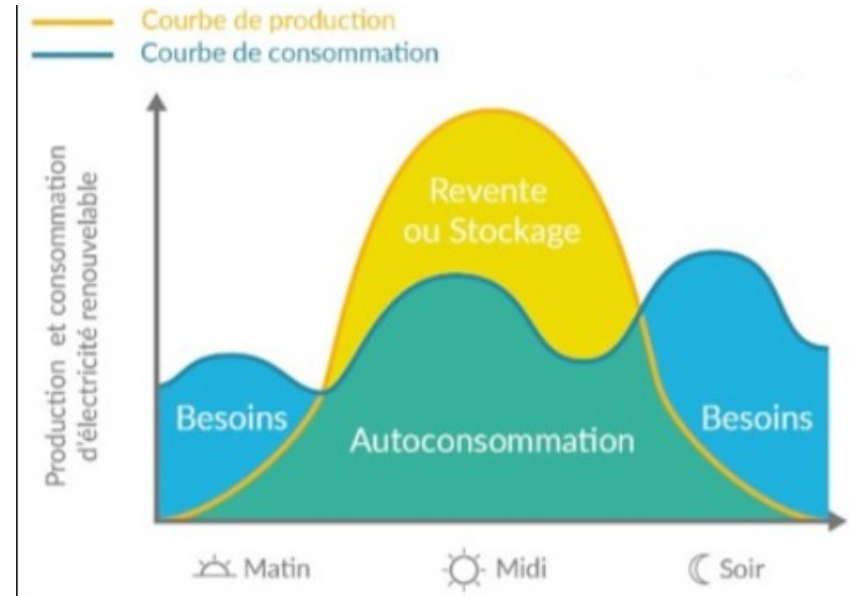 Courbe de production
Courbe de consommation
Production et consommation
d'électricité renouvelable
Revente
ou Stockage
Besoins
Autoconsommation
Besoins
Matin
Midi
Soir